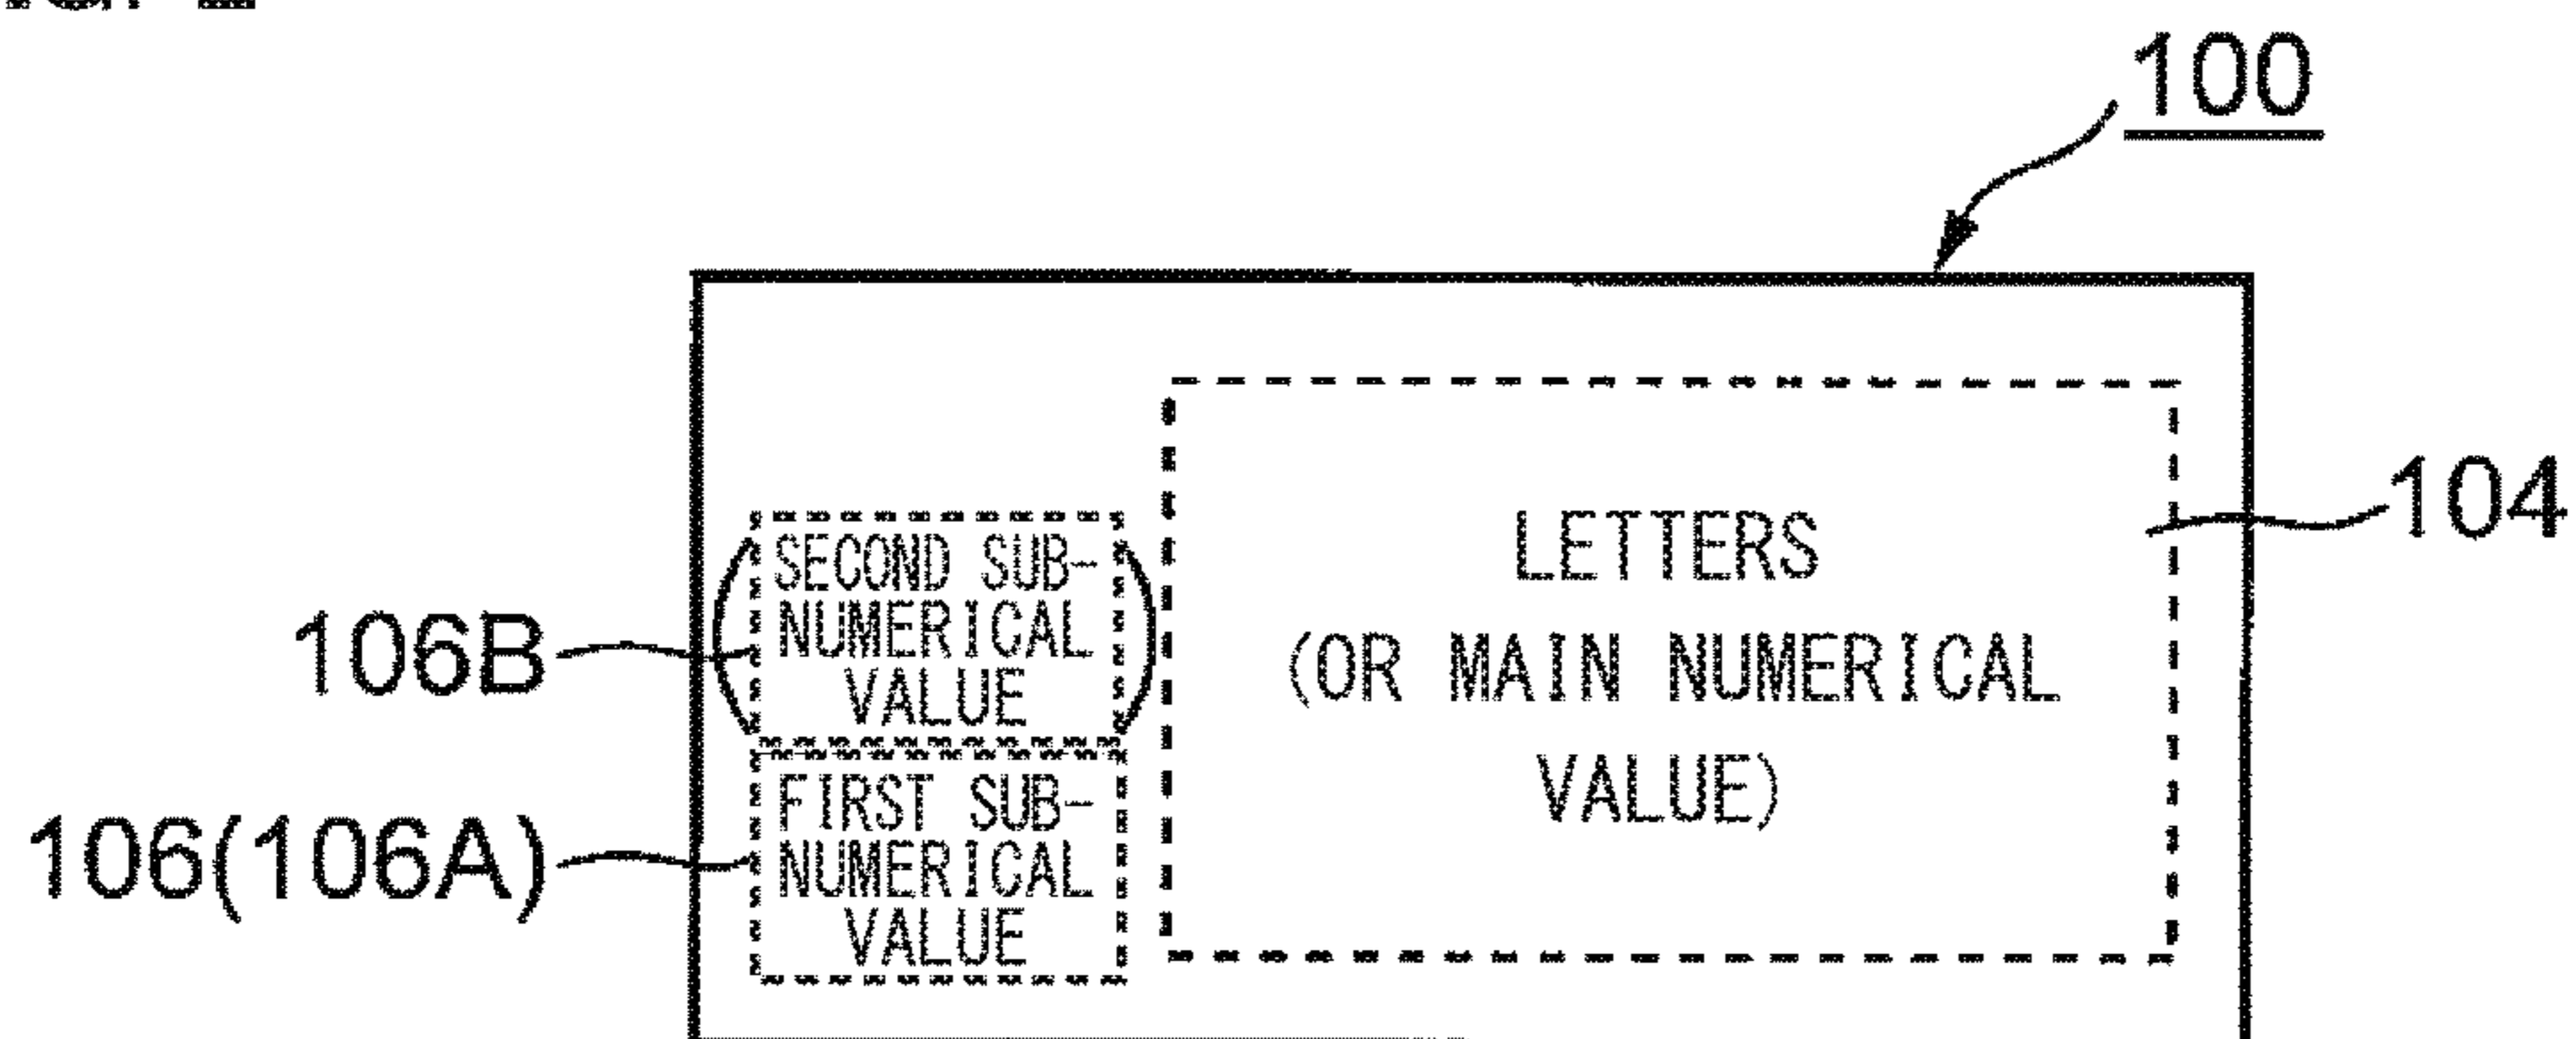 100
104
LETTERS
(OR MAIN NUMERICAL
VALUE)
106B
SECOND SUB-
NUMERICAL
VALUE
106(106A)
FIRST SUB-
NUMERICAL
VALUE